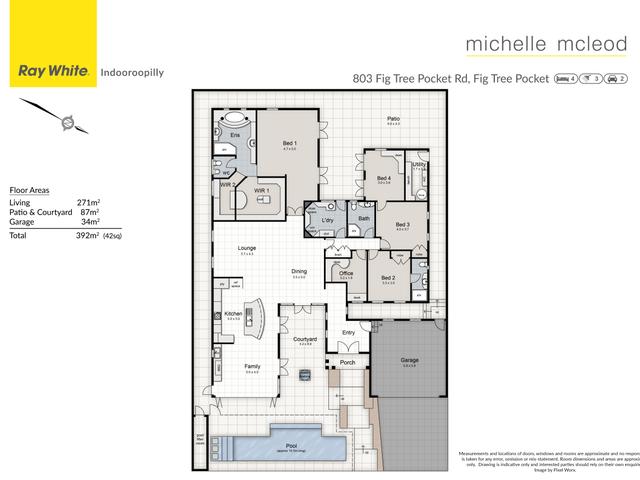 Ray White.
Indooroopilly
michelle mcleod
803 Fig Tree Pocket Rd, Fig Tree Pocket 4 3 2
Floor Areas
Living 271m²
Patio & Courtyard 87m²
Garage 34m²
Total 392m² (42sq)
Patio
Ens
Bed 1
WC
WIR 2
WIR 1
Bed 4
Utility
L'dry
Bath
Bed 3
Lounge
Dining
Office
Bed 2
Kitchen
Courtyard
Entry
Porch
Garage
Family
Pool
Measurements and locations of doors, windows and rooms are approximate and no respon
is taken for any error, omission or mis-statement. Room dimensions and areas are approxi
only. Drawing is indicative only and interested parties should rely on their own enquirie
Image by Pixel Worx.